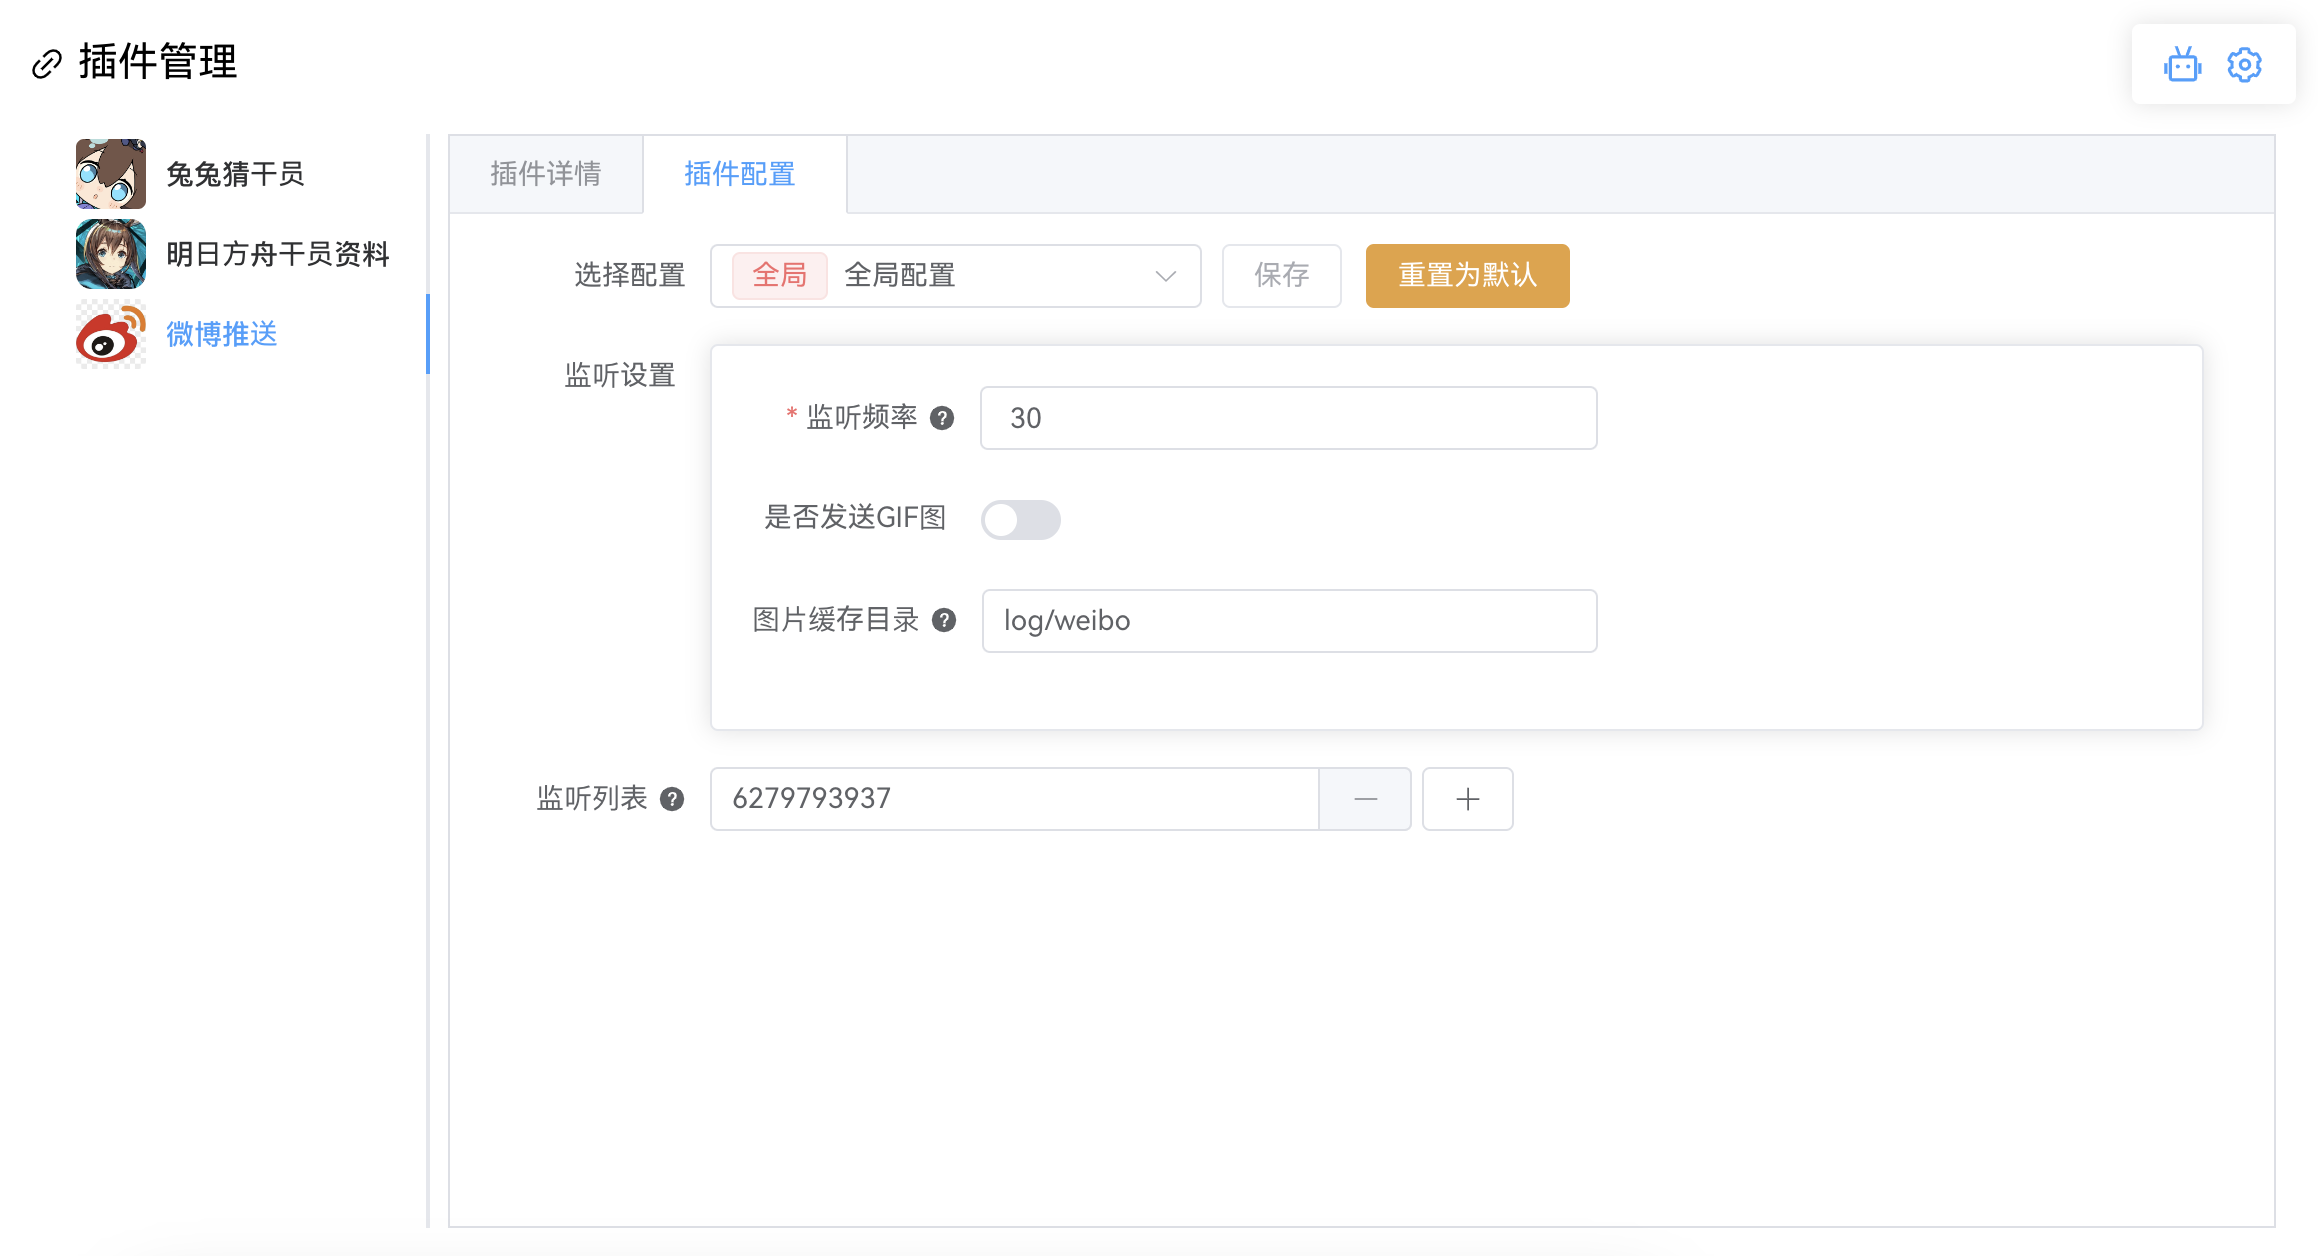 插件管理
兔兔猜干员
明日方舟干员资料
微博推送
插件详情 插件配置
选择配置 全局 全局配置 保存 重置为默认
监听设置
* 监听频率 30
是否发送GIF图
图片缓存目录 log/weibo
监听列表 6279793937